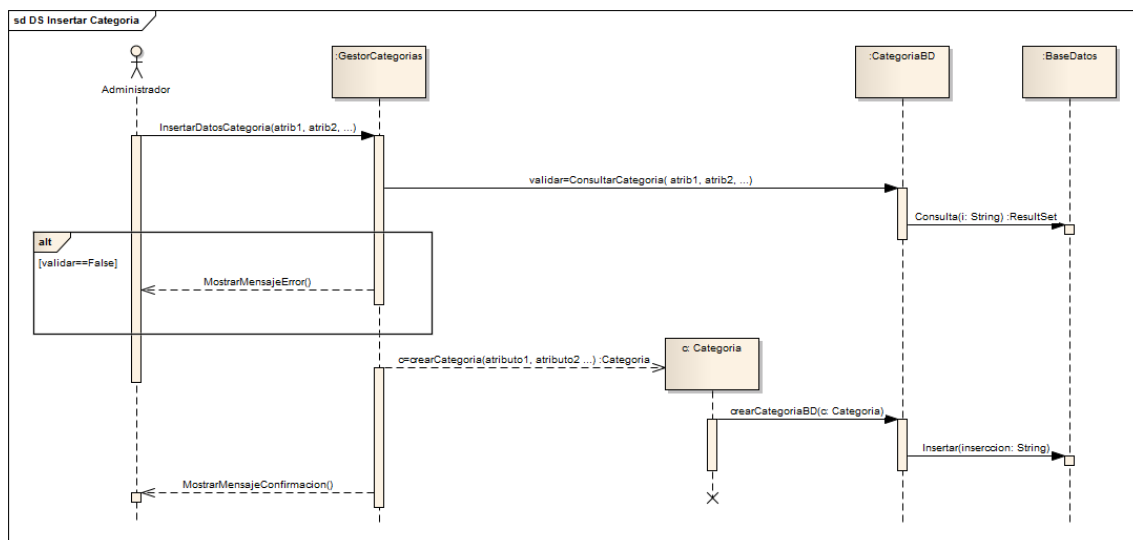 sd DS Insertar Categoria
:GestorCategorias
:CategoriaBD
:BaseDatos
Administrador
InsertarDatosCategoria(atrib1, atrib2, ...)
validar=ConsultarCategoria( atrib1, atrib2, ...)
Consulta(i: String) :ResultSet
alt
[validar==False]
MostrarMensajeError()
c=crearCategoria(atributo1, atributo2 ...) :Categoria
c: Categoria
crearCategoriaBD(c: Categoria)
Insertar(inserccion: String)
MostrarMensajeConfirmacion()